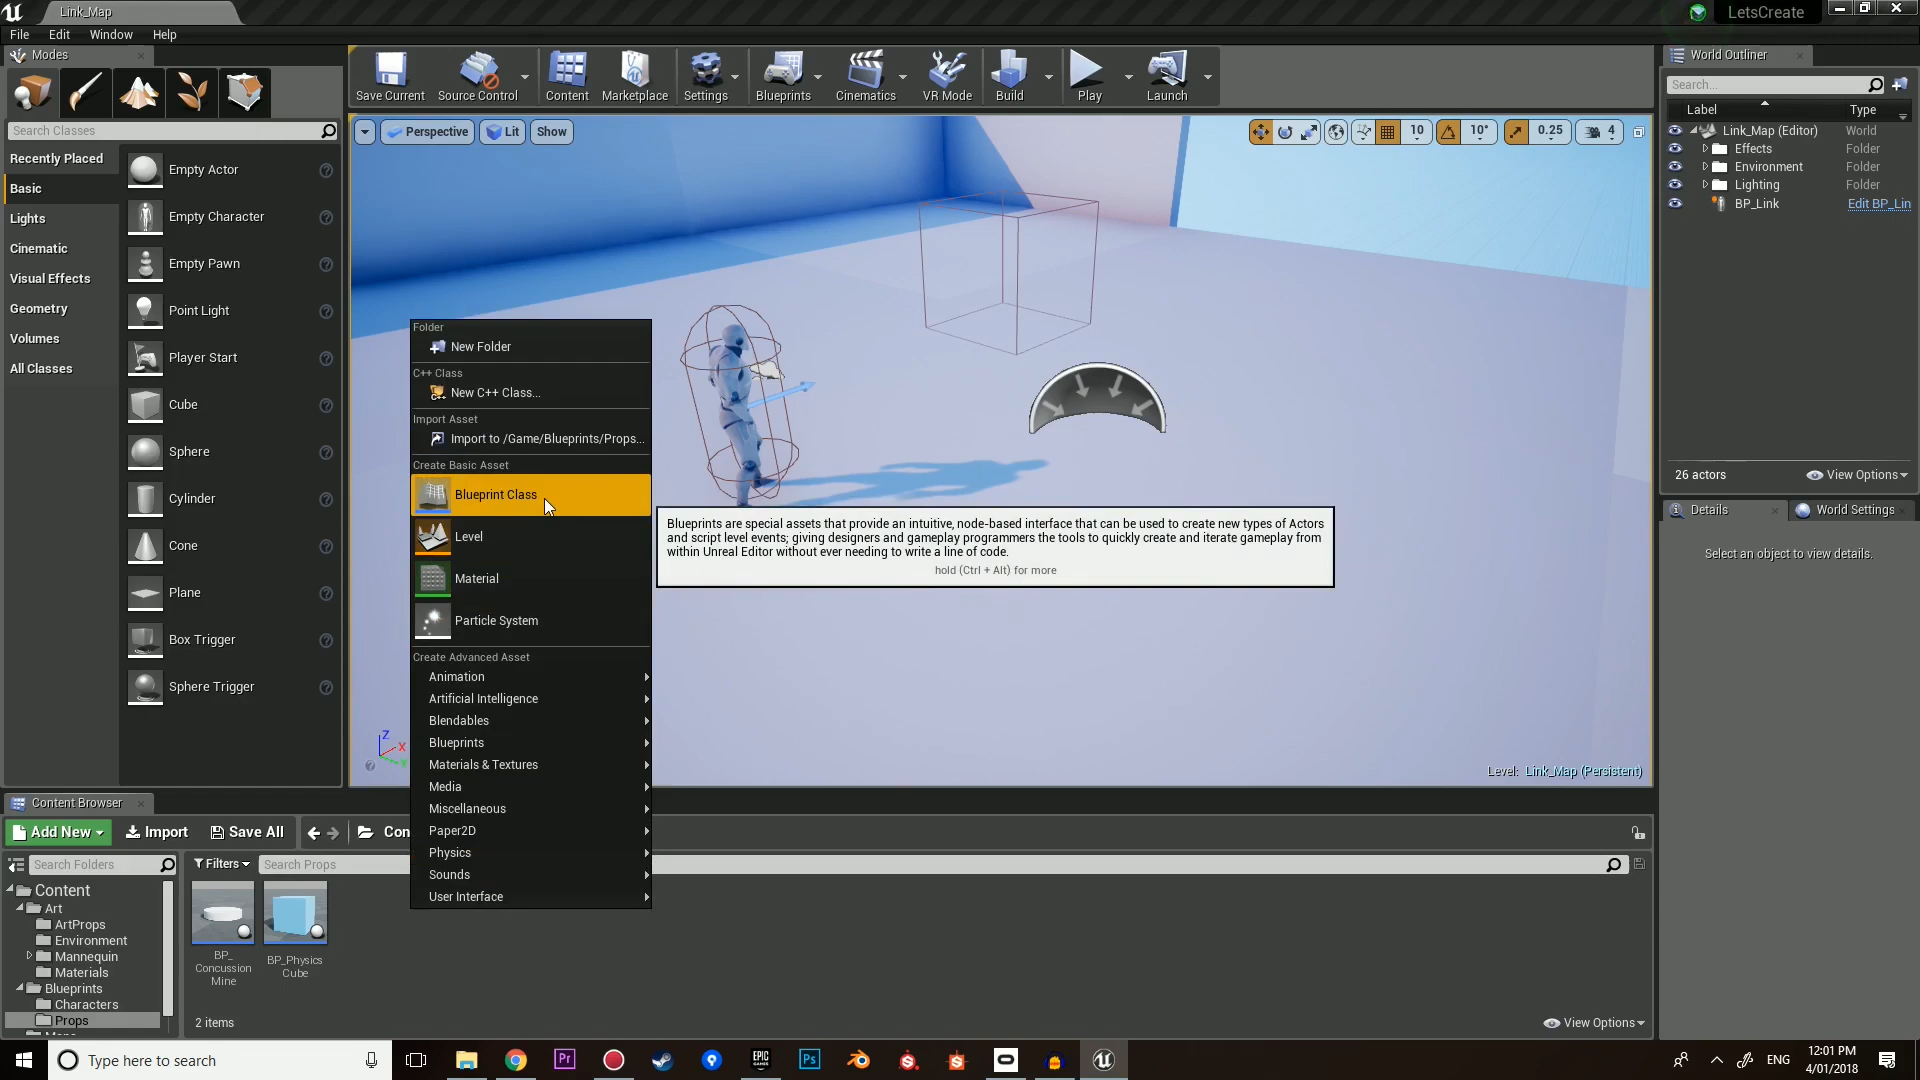 Link_Map
LetsCreate
File Edit Window Help
Modes
Search Classes
Recently Placed
Basic
Lights
Cinematic
Visual Effects
Geometry
Volumes
All Classes
Empty Actor
Empty Character
Empty Pawn
Point Light
Player Start
Cube
Sphere
Cylinder
Cone
Plane
Box Trigger
Sphere Trigger
Save Current Source Control Content Marketplace Settings Blueprints Cinematics VR Mode Build Play Launch
Perspective Lit Show
10 10° 0.25 4
Folder
New Folder
C++ Class
New C++ Class...
Import Asset
Import to /Game/Blueprints/Props...
Create Basic Asset
Blueprint Class
Level
Material
Particle System
Create Advanced Asset
Animation
Artificial Intelligence
Blendables
Blueprints
Materials & Textures
Media
Miscellaneous
Paper2D
Physics
Sounds
User Interface
Blueprints are special assets that provide an intuitive, node-based interface that can be used to create new types of Actors
and script level events; giving designers and gameplay programmers the tools to quickly create and iterate gameplay from
within Unreal Editor without ever needing to write a line of code.
hold (Ctrl + Alt) for more
Z
X
Level: Link_Map (Persistent)
World Outliner
Search...
Label Type
Link_Map (Editor) World
Effects Folder
Environment Folder
Lighting Folder
BP_Link Edit BP_Lin
26 actors View Options
Details World Settings
Select an object to view details.
Content Browser
Add New Import Save All Con
Search Folders
Filters Search Props
Content
Art
ArtProps
Environment
Mannequin
Materials
Blueprints
Characters
Props
BP_
Concussion
Mine
BP_Physics
Cube
2 items View Options
Type here to search
Pr
EPIC
GAMES
Ps
ENG
12:01 PM
4/01/2018